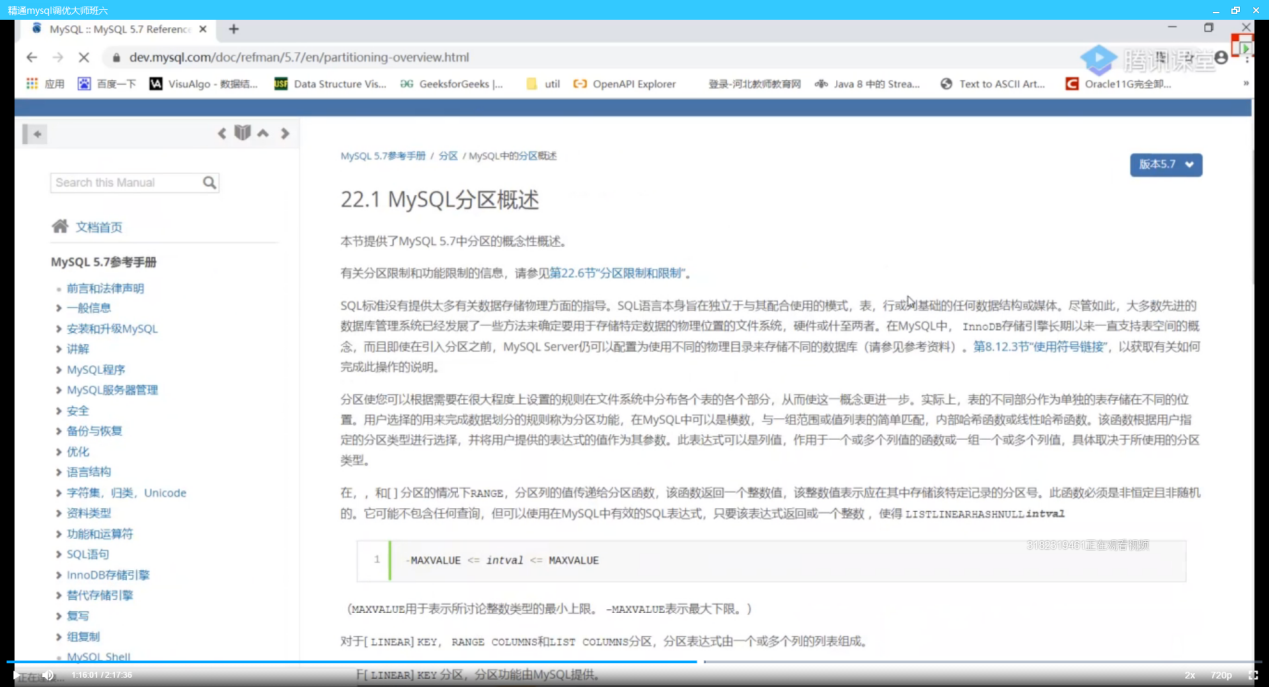 精通mysql调优大师班六
MySQL :: MySQL 5.7 Reference
dev.mysql.com/doc/refman/5.7/en/partitioning-overview.html
腾讯课堂
应用 百度一下 VisuAlgo - 数据结... Data Structure Vis... GeeksforGeeks |... util OpenAPI Explorer 登录-河北教师教育网 Java 8 中的 Strea... Text to ASCII Art... Oracle11G完全卸...
MySQL 5.7参考手册 / 分区 / MySQL中的分区概述
版本5.7
Search this Manual
22.1 MySQL分区概述
文档首页
MySQL 5.7参考手册
前言和法律声明
一般信息
安装和升级MySQL
讲解
MySQL程序
MySQL服务器管理
安全
备份与恢复
优化
语言结构
字符集，归类，Unicode
资料类型
功能和运算符
SQL语句
InnoDB存储引擎
替代存储引擎
复写
组复制
MySQL Shell
本节提供了MySQL 5.7中分区的概念性概述。
有关分区限制和功能限制的信息，请参见第22.6节“分区限制和限制”。
SQL标准没有提供太多有关数据存储物理方面的指导。SQL语言本身旨在独立于与其配合使用的模式，表，行或列基础的任何数据结构或媒体。尽管如此，大多数先进的
数据库管理系统已经发展了一些方法来确定要用于存储特定数据的物理位置的文件系统，硬件或什至两者。在MySQL中， InnoDB存储引擎长期以来一直支持表空间的概
念，而且即使在引入分区之前，MySQL Server仍可以配置为使用不同的物理目录来存储不同的数据库（请参见参考资料）。第8.12.3节“使用符号链接”，以获取有关如何
完成此操作的说明。
分区使您可以根据需要在很大程度上设置的规则在文件系统中分布各个表的各个部分，从而使这一概念更进一步。实际上，表的不同部分作为单独的表存储在不同的位
置。用户选择的用来完成数据划分的规则称为分区功能，在MySQL中可以是模数，与一组范围或值列表的简单匹配，内部哈希函数或线性哈希函数。该函数根据用户指
定的分区类型进行选择，并将用户提供的表达式的值作为其参数。此表达式可以是列值，作用于一个或多个列值的函数或一组一个或多个列值，具体取决于所使用的分区
类型。
在，，和[ ] 分区的情况下RANGE，分区列的值传递给分区函数，该函数返回一个整数值，该整数值表示应在其中存储该特定记录的分区号。此函数必须是非恒定且非随机
的。它可能不包含任何查询，但可以使用在MySQL中有效的SQL表达式，只要该表达式返回或一个整数 ，使得 LISTLINEARHASHNULLintval
1 -MAXVALUE <= intval <= MAXVALUE
（MAXVALUE用于表示所讨论整数类型的最小上限。 -MAXVALUE表示最大下限。）
对于[ LINEAR] KEY， RANGE COLUMNS和LIST COLUMNS分区，分区表达式由一个或多个列的列表组成。
[ LINEAR] KEY 分区，分区功能由MySQL提供。
1:16:01 / 2:17:36
2x 720p